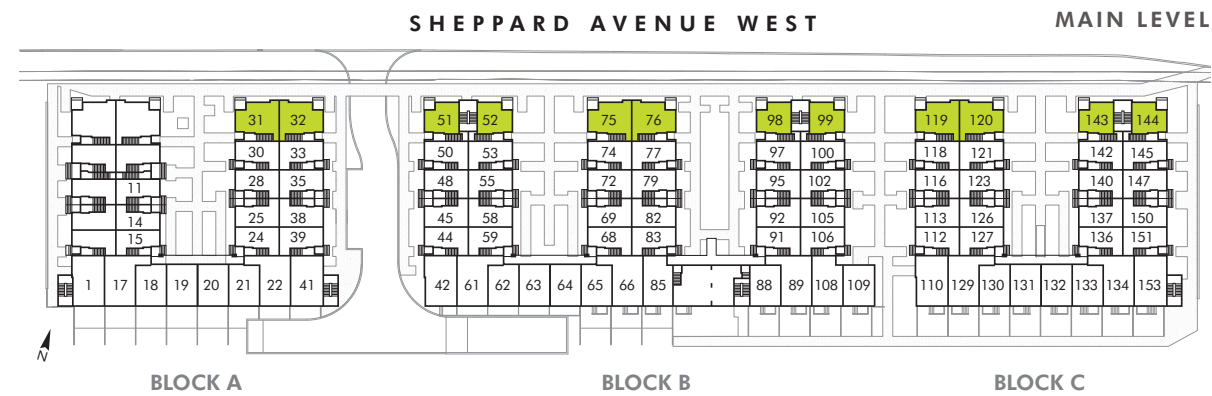 SHEPPARD AVENUE WEST MAIN LEVEL
31 32 51 52 75 76 98 99 119 120 143 144
30 33 50 53 74 77 97 100 118 121 142 145
11 28 35 48 55 72 79 95 102 116 123 140 147
14 25 38 45 58 69 82 92 105 113 126 137 150
15 24 39 44 59 68 83 91 106 112 127 136 151
1 17 18 19 20 21 22 41 42 61 62 63 64 65 66 85 88 89 108 109 110 129 130 131 132 133 134 153
N
BLOCK A BLOCK B BLOCK C